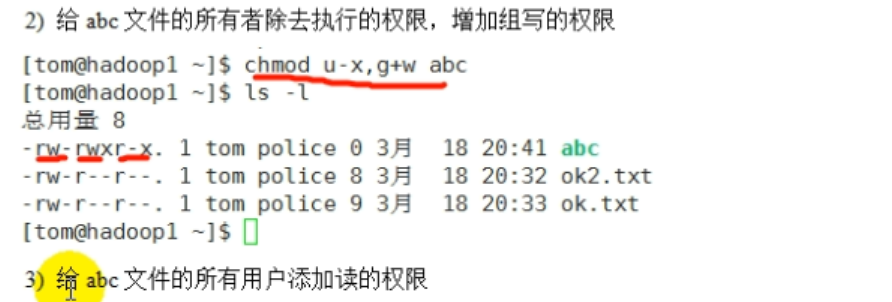 2) 给 abc 文件的所有者除去执行的权限，增加组写的权限
[tom@hadoop1 ~]$ chmod u-x,g+w abc
[tom@hadoop1 ~]$ ls -l
总用量 8
-rw-rwxr-x. 1 tom police 0 3月  18 20:41 abc
-rw-r--r--. 1 tom police 8 3月  18 20:32 ok2.txt
-rw-r--r--. 1 tom police 9 3月  18 20:33 ok.txt
[tom@hadoop1 ~]$
3) 给 abc 文件的所有用户添加读的权限